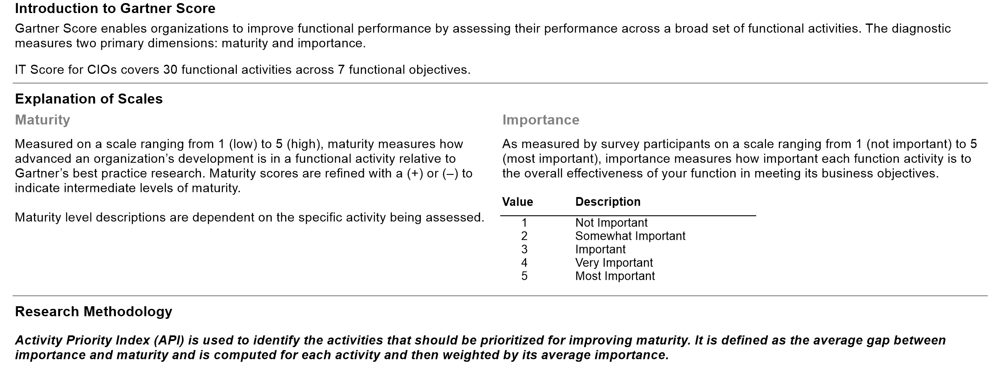 Introduction to Gartner Score
Gartner Score enables organizations to improve functional performance by assessing their performance across a broad set of functional activities. The diagnostic
measures two primary dimensions: maturity and importance.
IT Score for CIOs covers 30 functional activities across 7 functional objectives.
Explanation of Scales
Maturity
Measured on a scale ranging from 1 (low) to 5 (high), maturity measures how
advanced an organization’s development is in a functional activity relative to
Gartner’s best practice research. Maturity scores are refined with a (+) or (–) to
indicate intermediate levels of maturity.
Maturity level descriptions are dependent on the specific activity being assessed.
Importance
As measured by survey participants on a scale ranging from 1 (not important) to 5
(most important), importance measures how important each function activity is to
the overall effectiveness of your function in meeting its business objectives.
Value Description
1 Not Important
2 Somewhat Important
3 Important
4 Very Important
5 Most Important
Research Methodology
Activity Priority Index (API) is used to identify the activities that should be prioritized for improving maturity. It is defined as the average gap between
importance and maturity and is computed for each activity and then weighted by its average importance.